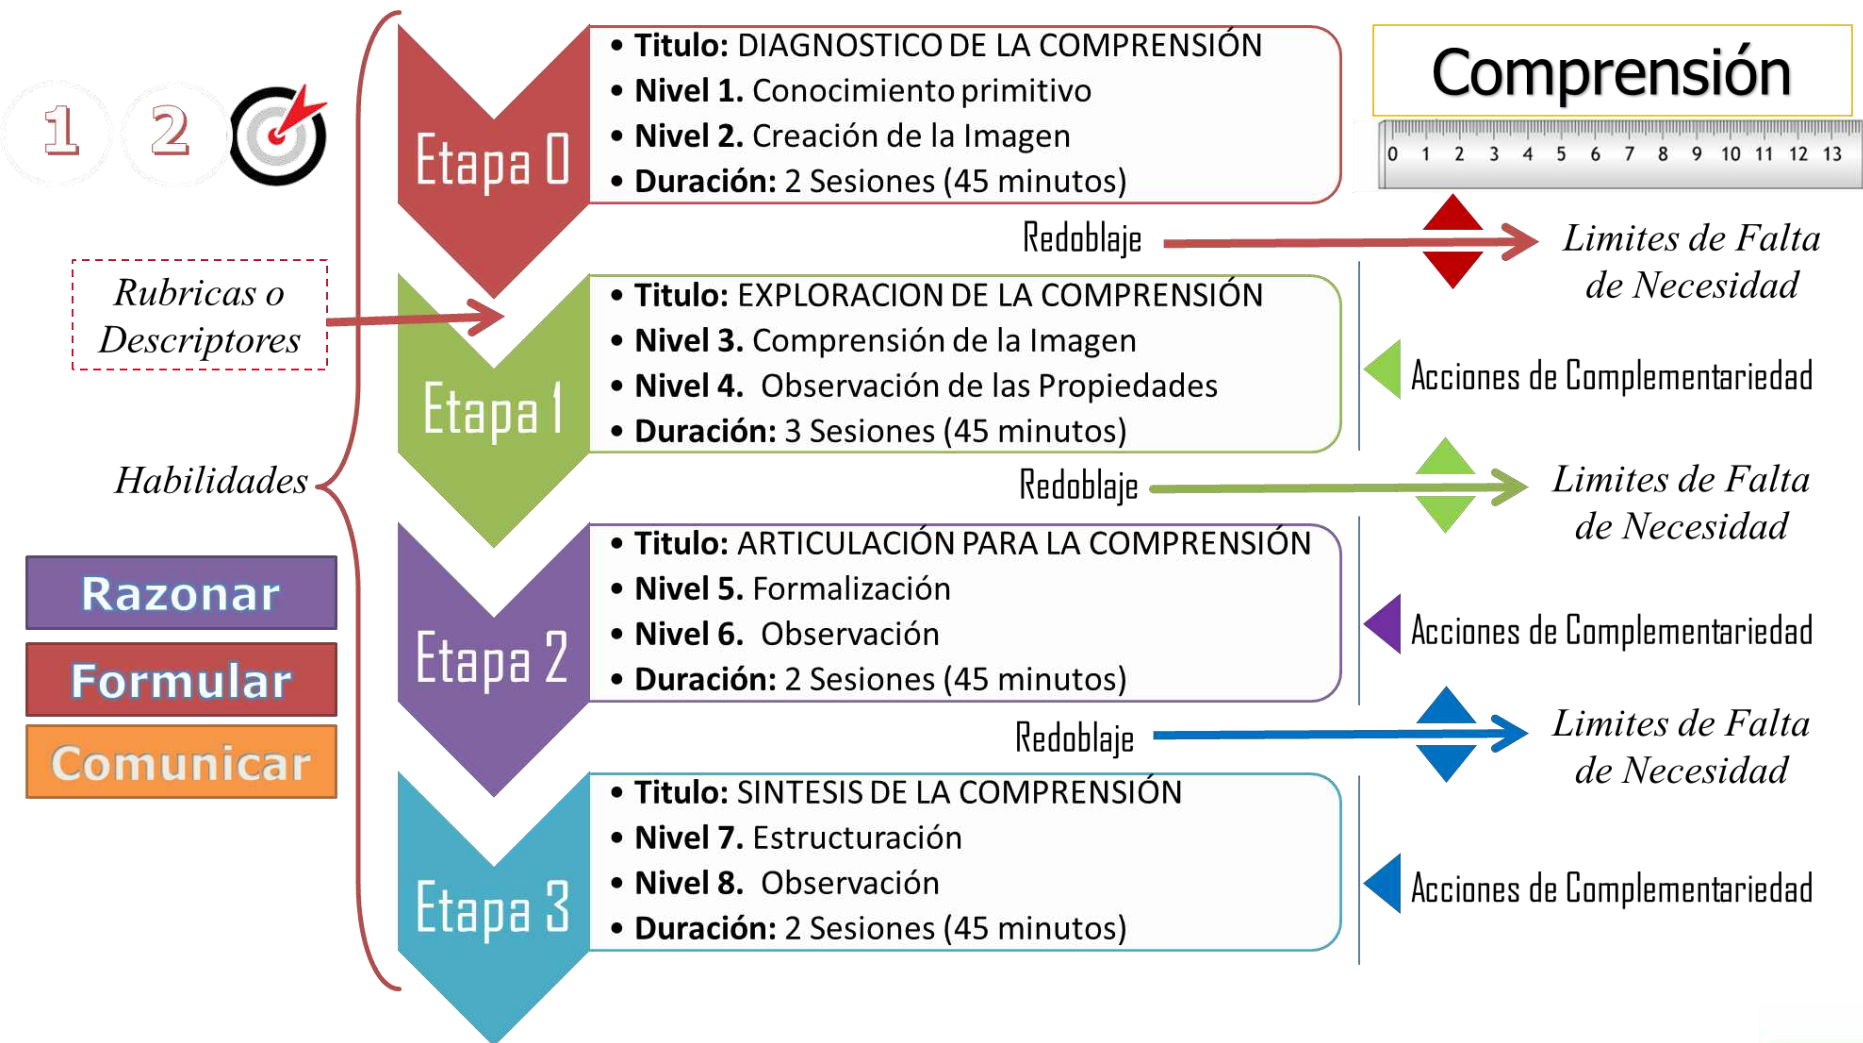 1 2
Rubricas o
Descriptores
Habilidades
Razonar
Formular
Comunicar
Etapa 0
• Titulo: DIAGNOSTICO DE LA COMPRENSIÓN
• Nivel 1. Conocimiento primitivo
• Nivel 2. Creación de la Imagen
• Duración: 2 Sesiones (45 minutos)
Redoblaje
Etapa 1
• Titulo: EXPLORACION DE LA COMPRENSIÓN
• Nivel 3. Comprensión de la Imagen
• Nivel 4. Observación de las Propiedades
• Duración: 3 Sesiones (45 minutos)
Redoblaje
Etapa 2
• Titulo: ARTICULACIÓN PARA LA COMPRENSIÓN
• Nivel 5. Formalización
• Nivel 6. Observación
• Duración: 2 Sesiones (45 minutos)
Redoblaje
Etapa 3
• Titulo: SINTESIS DE LA COMPRENSIÓN
• Nivel 7. Estructuración
• Nivel 8. Observación
• Duración: 2 Sesiones (45 minutos)
Comprensión
0 1 2 3 4 5 6 7 8 9 10 11 12 13
Limites de Falta
de Necesidad
Acciones de Complementariedad
Limites de Falta
de Necesidad
Acciones de Complementariedad
Limites de Falta
de Necesidad
Acciones de Complementariedad